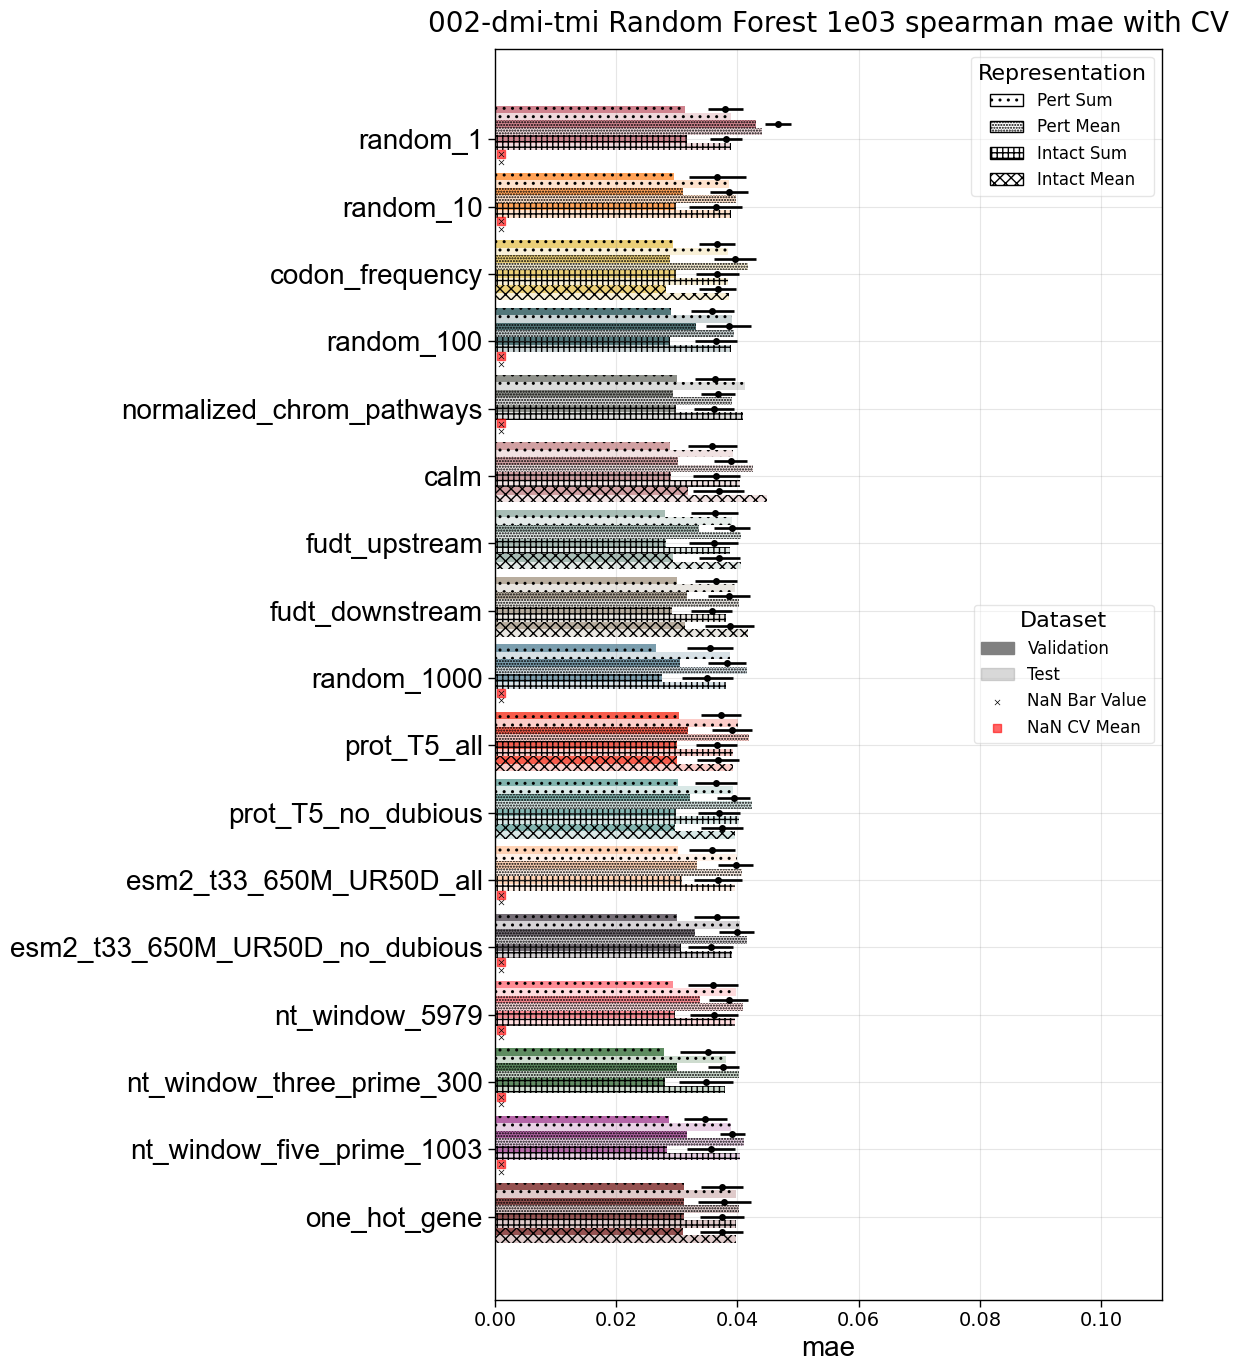 002-dmi-tmi Random Forest 1e03 spearman mae with CV
Representation
Pert Sum
Pert Mean
Intact Sum
Intact Mean
random_1
random_10
codon_frequency
random_100
normalized_chrom_pathways
calm
fudt_upstream
fudt_downstream
random_1000
prot_T5_all
prot_T5_no_dubious
esm2_t33_650M_UR50D_all
esm2_t33_650M_UR50D_no_dubious
nt_window_5979
nt_window_three_prime_300
nt_window_five_prime_1003
one_hot_gene
Dataset
Validation
Test
NaN Bar Value
NaN CV Mean
0.00 0.02 0.04 0.06 0.08 0.10
mae